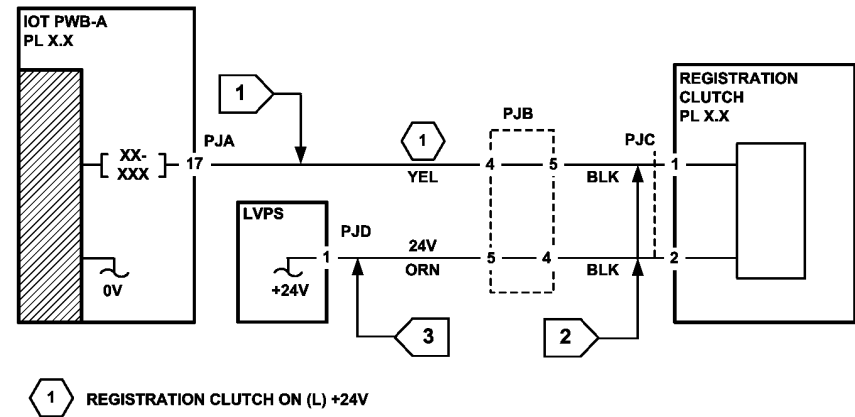 IOT PWB-A
PL X.X
REGISTRATION
CLUTCH
PL X.X
1
PJB
XX-
XXX
17
PJA
1
YEL
4
5
BLK
PJC
1
LVPS
+24V
1
PJD
24V
ORN
5
4
BLK
2
0V
3
2
1
REGISTRATION CLUTCH ON (L) +24V